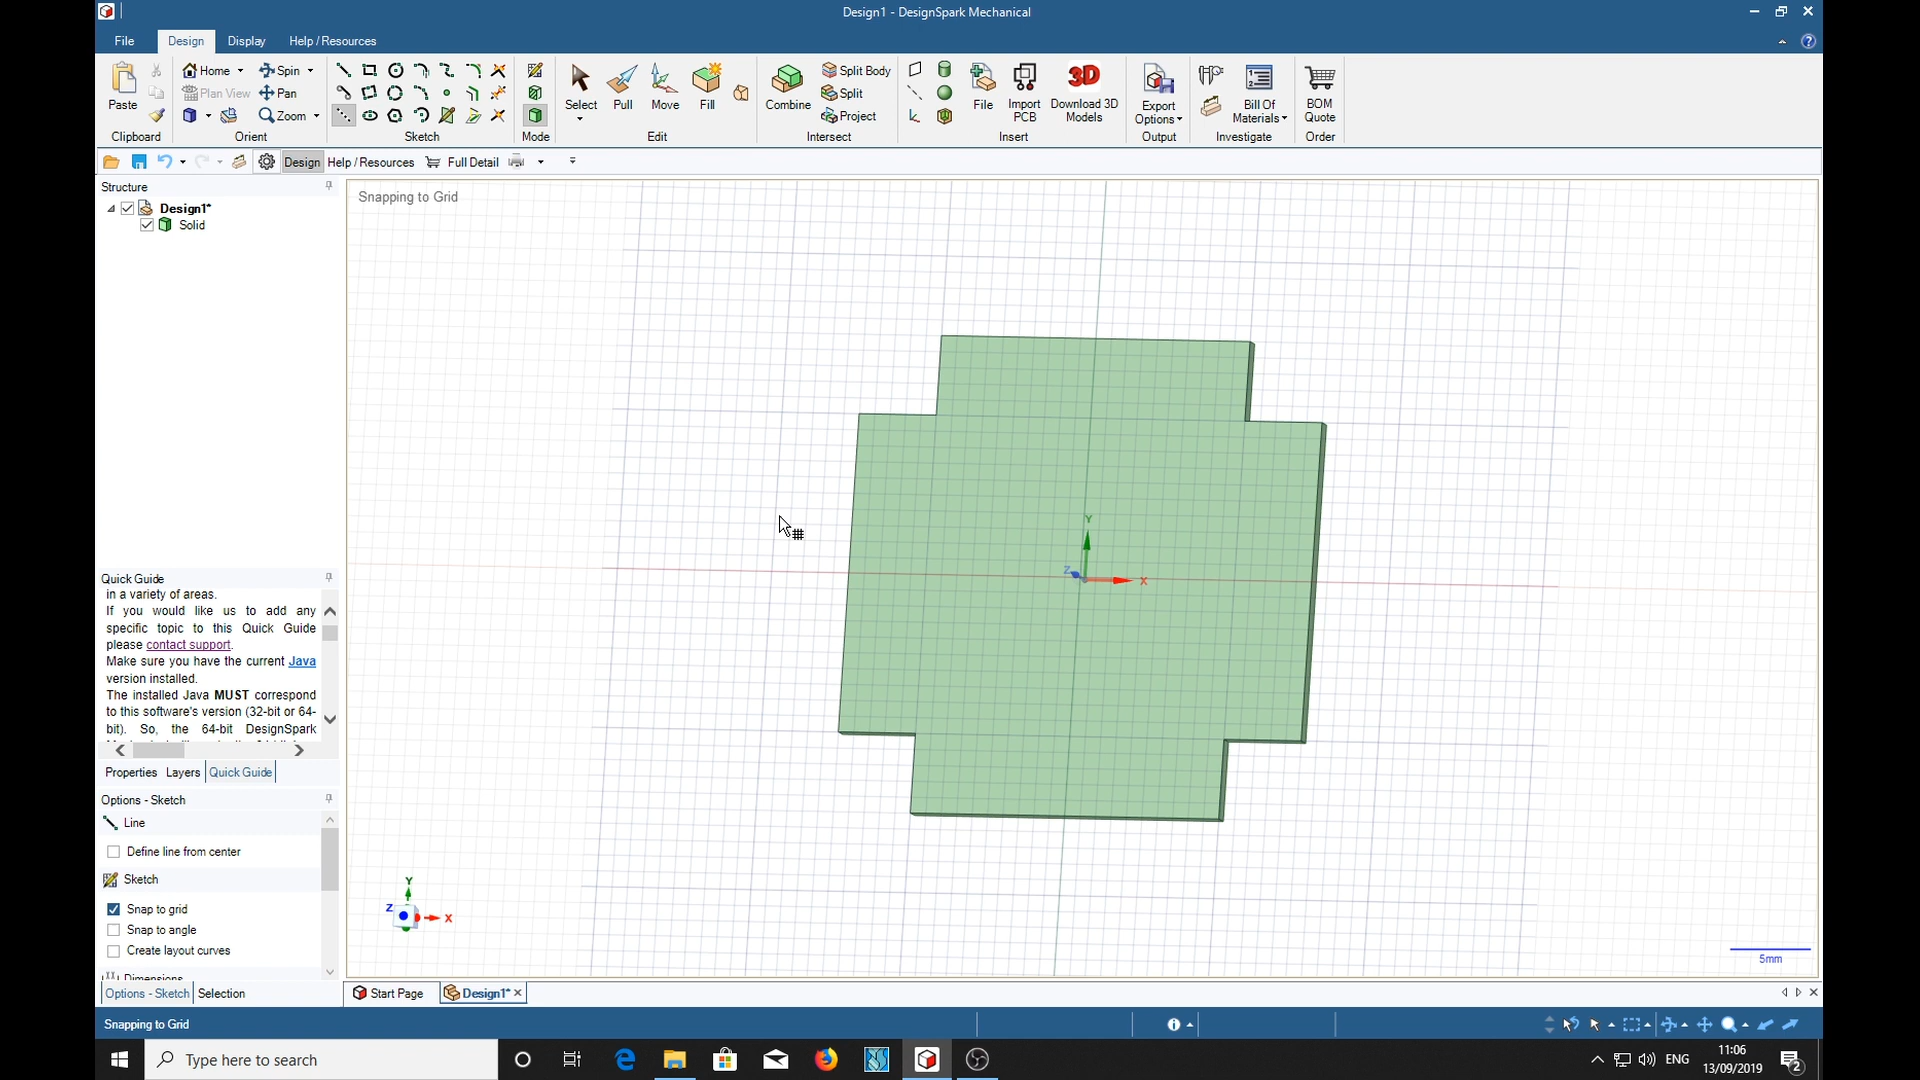 Design1 - DesignSpark Mechanical
File
Design
Display
Help / Resources
Paste
Clipboard
Home
Plan View
Spin
Pan
Zoom
Orient
Sketch
Mode
Select
Pull
Move
Fill
Edit
Combine
Split Body
Split
Project
Intersect
File
Import PCB
Download 3D Models
3D
Insert
Export Options
Output
Bill Of Materials
Investigate
BOM Quote
Order
Design
Help / Resources
Full Detail
Structure
Design1*
Solid
Snapping to Grid
Y
Z
X
Quick Guide
in a variety of areas.
If you would like us to add any
specific topic to this Quick Guide
please contact support.
Make sure you have the current Java
version installed.
The installed Java MUST correspond
to this software's version (32-bit or 64-
bit). So, the 64-bit DesignSpark
Properties
Layers
Quick Guide
Options - Sketch
Line
Define line from center
Sketch
Snap to grid
Snap to angle
Create layout curves
Dimensions
Y
Z
X
5mm
Options - Sketch
Selection
Start Page
Design1*
Snapping to Grid
Type here to search
ENG
11:06
13/09/2019
2